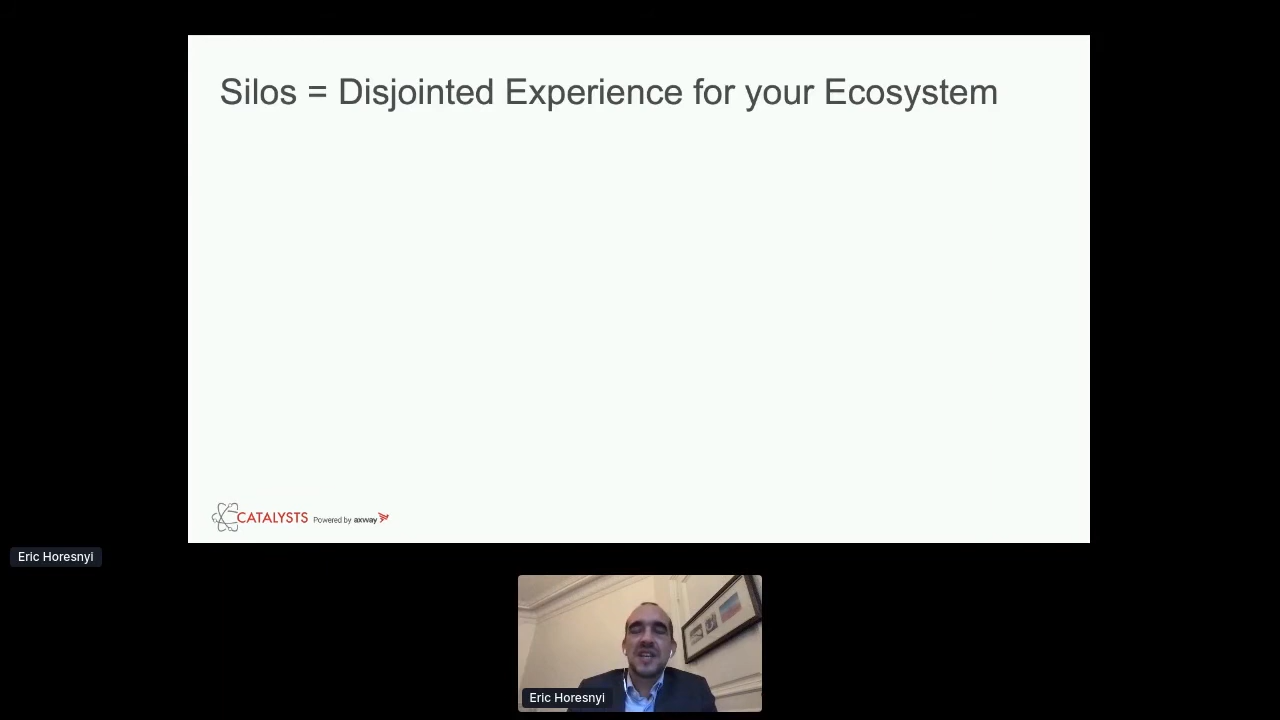 Silos = Disjointed Experience for your Ecosystem
CATALYSTS Powered by axway
Eric Horesnyi
Eric Horesnyi